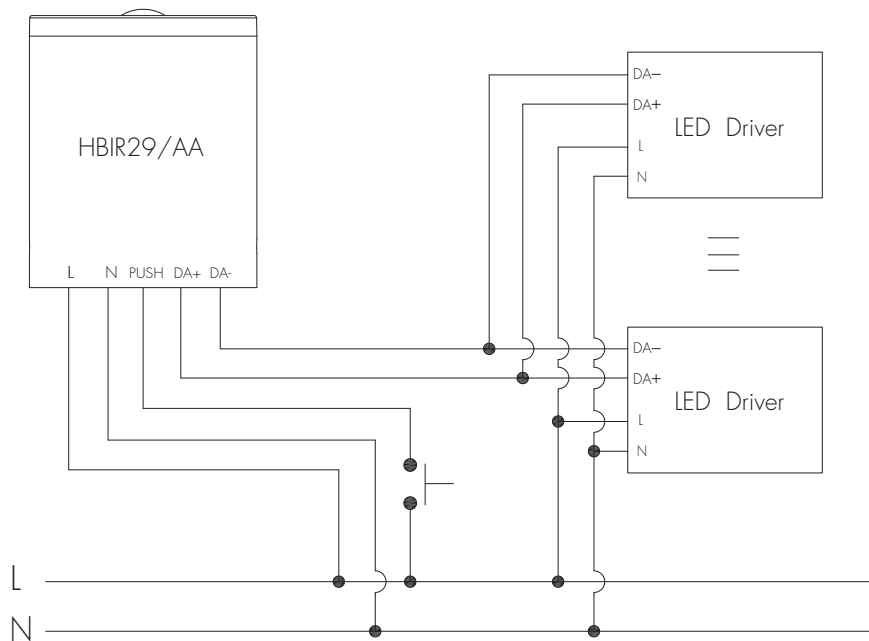 HBIR29/AA
L N PUSH DA+ DA-
DA−
DA+
L
N
LED Driver
DA−
DA+
L
N
LED Driver
L
N